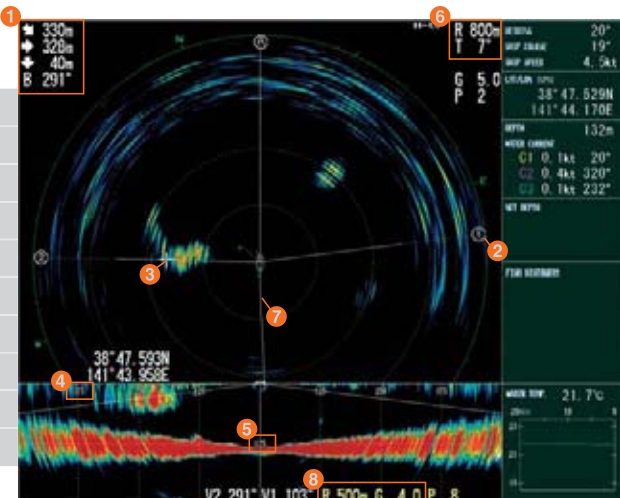 1
330m
328m
40m
B 291°
6
R 800m
T 7°
G 5.0
P 2
20°
SHIP COURSE 19°
SHIP SPEED 4.5kt
LAT/LON
38°47.529N
141°44.170E
DEPTH
132m
WATER CURRENT
C1 0.1kt 20°
C2 0.4kt 320°
C3 0.1kt 232°
NET DEPTH
N
E
2
3
7
38°47.593N
141°43.958E
4
5
8
V2 291° V1 103° R 500m G 4.0 P 8
WATER TEMP 21.7°C